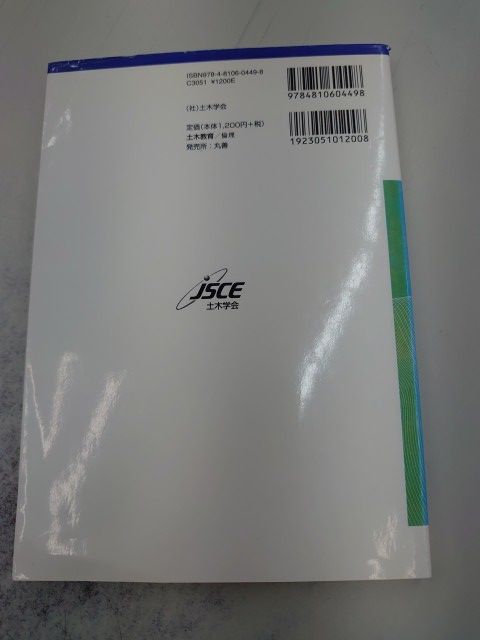 ISBN978-4-8106-0449-8
C3051 ¥1200E
9784810604498
(社)土木学会
定価(本体1,200円+税)
土木教育:倫理
発売所:丸善
1923051012008
JSCE
土木学会